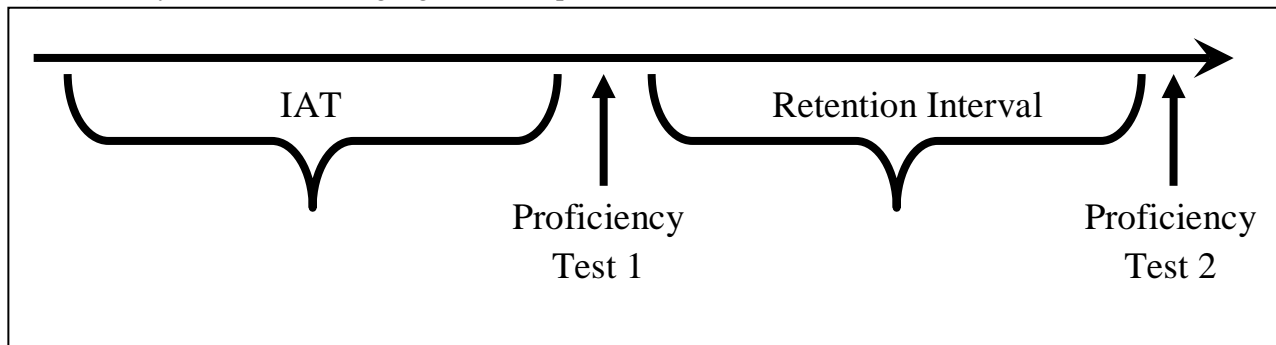 IAT
Retention Interval
Proficiency
Test 1
Proficiency
Test 2